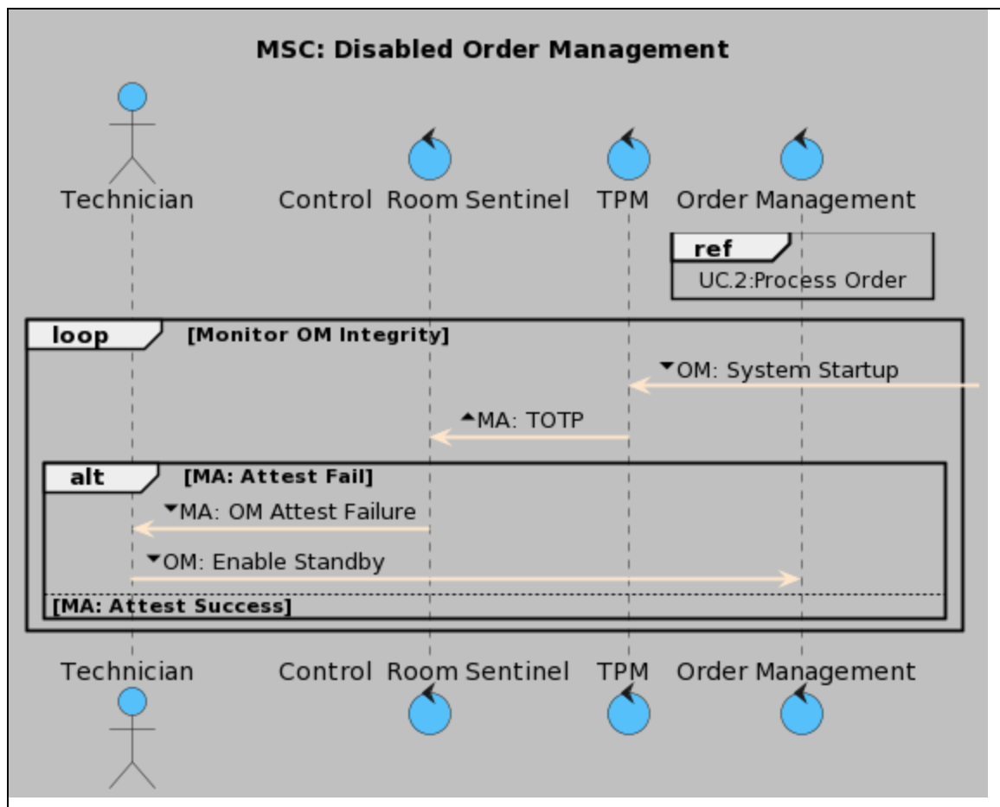 MSC: Disabled Order Management
Technician
Control Room Sentinel
TPM
Order Management
ref
UC.2:Process Order
loop [Monitor OM Integrity]
OM: System Startup
MA: TOTP
alt [MA: Attest Fail]
MA: OM Attest Failure
OM: Enable Standby
[MA: Attest Success]
Technician
Control Room Sentinel
TPM
Order Management